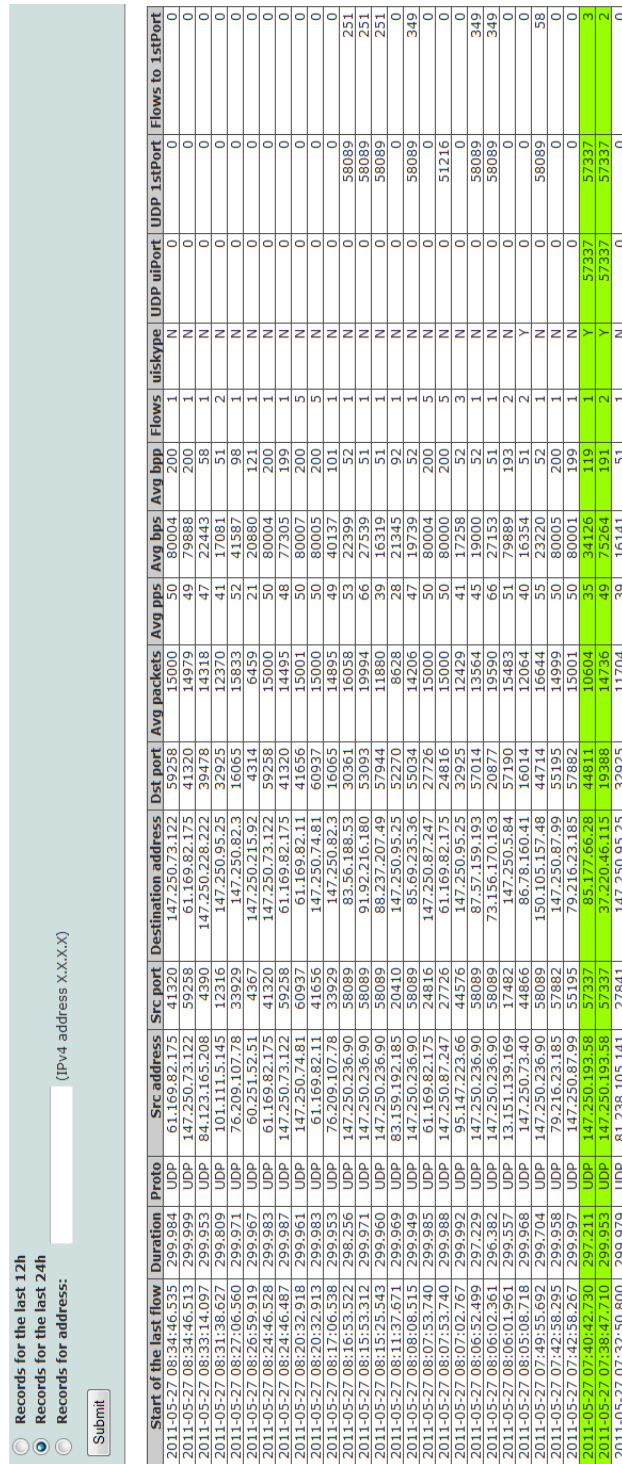 Records for the last 12h
Records for the last 24h
Records for address: (IPv4 address X.X.X.X)
Submit
Start of the last flow Duration Proto Src address Src port Destination address Dst port Avg packets Avg pps Avg bps Avg bpp Flows uiskype UDP uiPort UDP 1stPort Flows to 1stPort
2011-05-27 08:34:46.535 299.984 UDP 61.169.82.175 41320 147.250.73.122 59258 15000 50 80004 200 1 N 0 0 0
2011-05-27 08:34:46.513 299.999 UDP 147.250.73.122 59258 61.169.82.175 41320 14979 49 79888 200 1 N 0 0 0
2011-05-27 08:33:14.097 299.953 UDP 84.123.165.208 4390 147.250.228.222 39478 14318 47 22443 58 1 N 0 0 0
2011-05-27 08:31:38.627 299.809 UDP 101.111.5.145 12316 147.250.95.25 32925 12370 41 17081 51 2 N 0 0 0
2011-05-27 08:27:06.560 299.971 UDP 76.209.107.78 33929 147.250.82.3 16065 15833 52 41587 98 1 N 0 0 0
2011-05-27 08:26:59.919 299.967 UDP 60.251.52.51 4367 147.250.215.92 4314 6459 21 20880 121 1 N 0 0 0
2011-05-27 08:24:46.528 299.983 UDP 61.169.82.175 41320 147.250.73.122 59258 15000 50 80004 200 1 N 0 0 0
2011-05-27 08:24:46.487 299.987 UDP 147.250.73.122 59258 61.169.82.175 41320 14495 48 77305 199 1 N 0 0 0
2011-05-27 08:20:32.918 299.961 UDP 147.250.74.81 60937 61.169.82.11 41656 15001 50 80007 200 5 N 0 0 0
2011-05-27 08:20:32.913 299.983 UDP 61.169.82.11 41656 147.250.74.81 60937 15000 50 80005 200 5 N 0 0 0
2011-05-27 08:17:06.538 299.953 UDP 76.209.107.78 33929 147.250.82.3 16065 14895 49 40137 101 1 N 0 0 0
2011-05-27 08:16:53.522 298.256 UDP 147.250.236.90 58089 83.56.188.53 30361 16058 53 22399 52 1 N 0 58089 251
2011-05-27 08:15:53.312 299.971 UDP 147.250.236.90 58089 91.92.216.180 53093 19994 66 27539 51 1 N 0 58089 251
2011-05-27 08:15:25.543 299.960 UDP 147.250.236.90 58089 88.237.207.49 57944 11880 39 16319 51 1 N 0 58089 251
2011-05-27 08:11:37.671 299.969 UDP 83.159.192.185 20410 147.250.95.25 52270 8628 28 21345 92 1 N 0 0 0
2011-05-27 08:08:08.515 299.949 UDP 147.250.236.90 58089 85.69.235.36 55034 14206 47 19739 52 1 N 0 58089 349
2011-05-27 08:07:53.740 299.985 UDP 61.169.82.175 24816 147.250.87.247 27726 15000 50 80004 200 5 N 0 0 0
2011-05-27 08:07:53.740 299.988 UDP 147.250.87.247 27726 61.169.82.175 24816 15000 50 80000 200 5 N 0 51216 0
2011-05-27 08:07:02.767 299.992 UDP 95.147.223.66 44576 147.250.95.25 32925 12429 41 17258 52 3 N 0 0 0
2011-05-27 08:06:52.499 297.229 UDP 147.250.236.90 58089 87.57.159.193 57014 13564 45 19000 52 1 N 0 58089 349
2011-05-27 08:06:02.361 296.382 UDP 147.250.236.90 58089 73.156.170.163 20877 19590 66 27153 51 1 N 0 58089 349
2011-05-27 08:06:01.961 299.557 UDP 13.151.139.169 17482 147.250.5.84 57190 15483 51 79889 193 2 N 0 0 0
2011-05-27 08:05:08.718 299.968 UDP 147.250.73.40 44866 86.78.160.41 16014 12064 40 16354 51 2 Y 0 0 0
2011-05-27 07:49:55.692 299.704 UDP 147.250.236.90 58089 150.105.157.48 44714 16644 55 23220 52 1 N 0 58089 58
2011-05-27 07:42:58.295 299.958 UDP 79.216.23.185 57882 147.250.87.99 55195 14999 50 80005 200 1 N 0 0 0
2011-05-27 07:42:58.267 299.997 UDP 147.250.87.99 55195 79.216.23.185 57882 15001 50 80001 199 1 N 0 0 0
2011-05-27 07:40:42.730 297.211 UDP 147.250.193.58 57337 85.177.66.28 44811 10604 35 34126 119 1 Y 57337 57337 3
2011-05-27 07:38:47.710 299.953 UDP 147.250.193.58 57337 37.220.46.115 19388 14736 49 75264 191 2 Y 57337 57337 2
2011-05-27 07:32:50.800 299.979 UDP 81.238.105.141 27841 147.250.95.25 32925 11704 39 16141 51 1 N 0 0 0